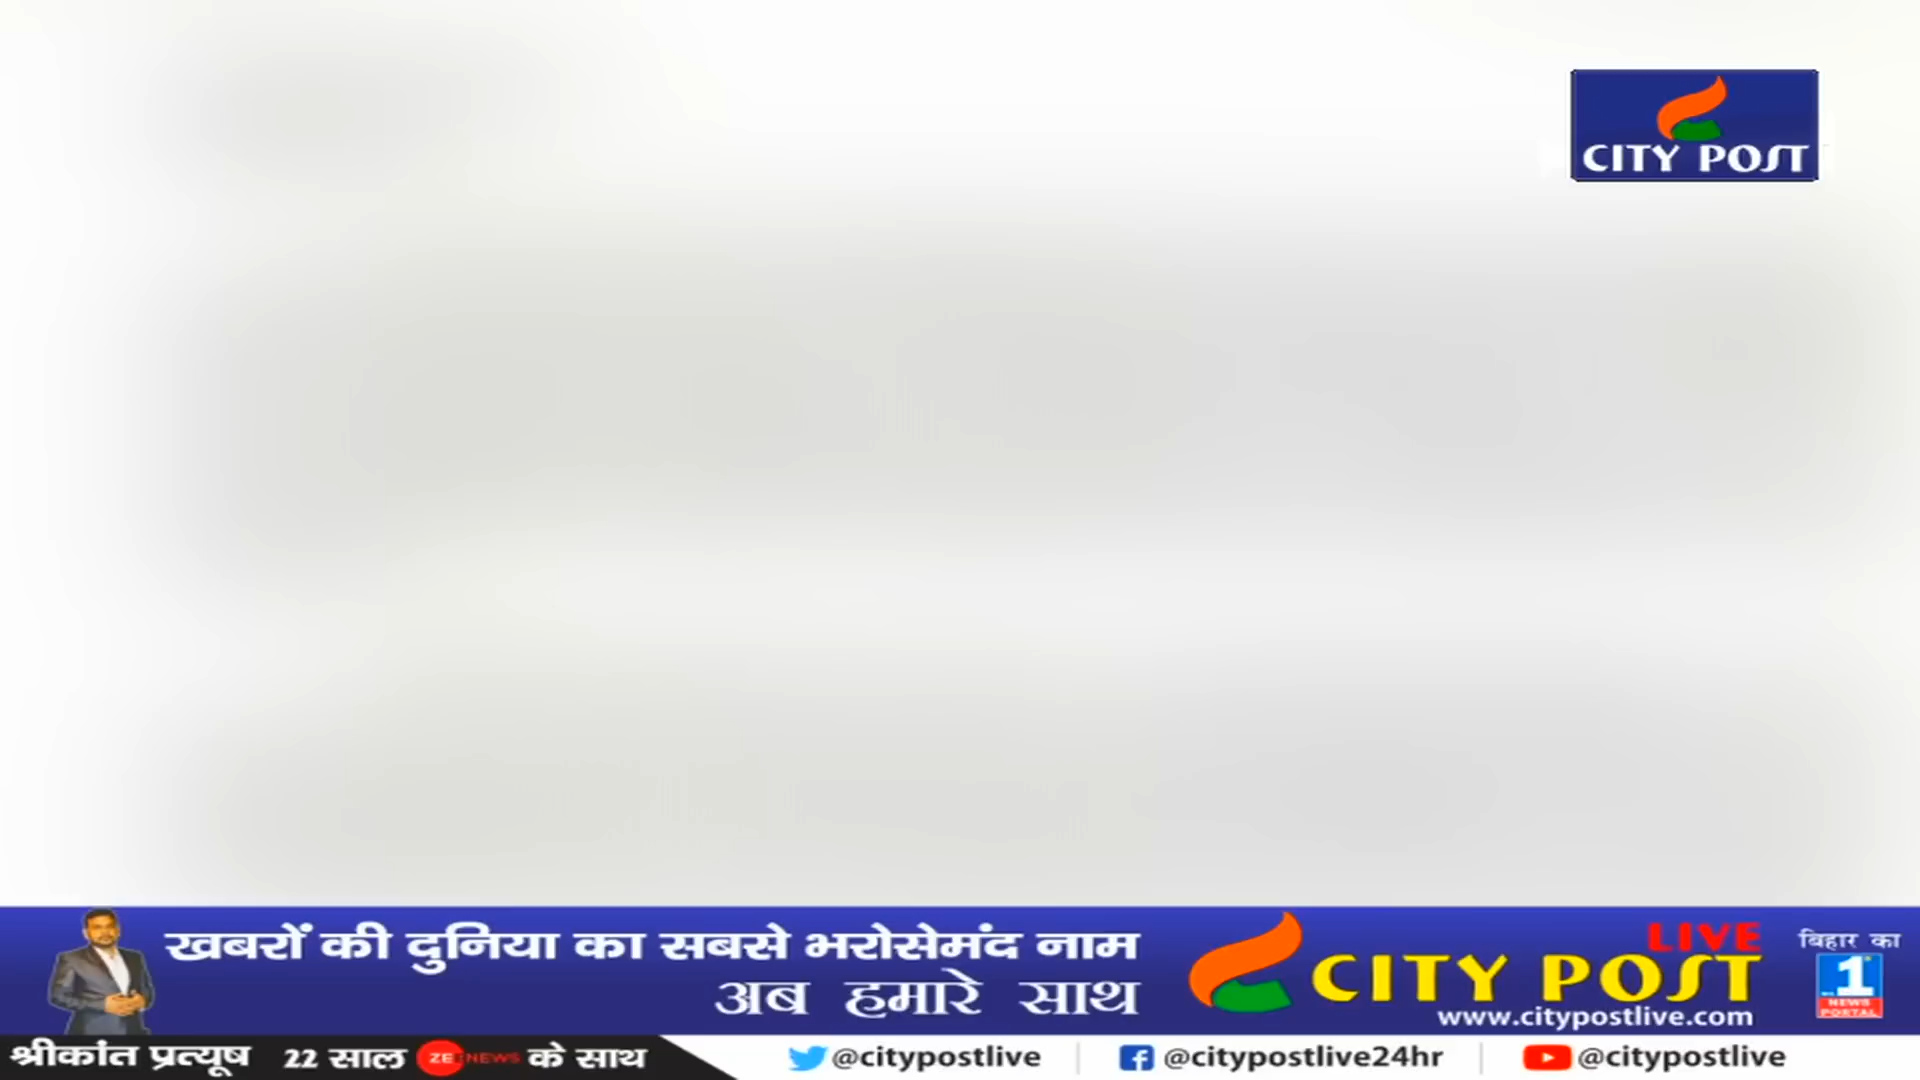 CITY POST
खबरों की दुनिया का सबसे भरोसेमंद नाम
अब हमारे साथ
LIVE
CITY POST
www.citypostlive.com
बिहार का
1
NEWS
PORTAL
श्रीकांत प्रत्यूष 22 साल ZEE NEWS के साथ
@citypostlive
@citypostlive24hr
@citypostlive